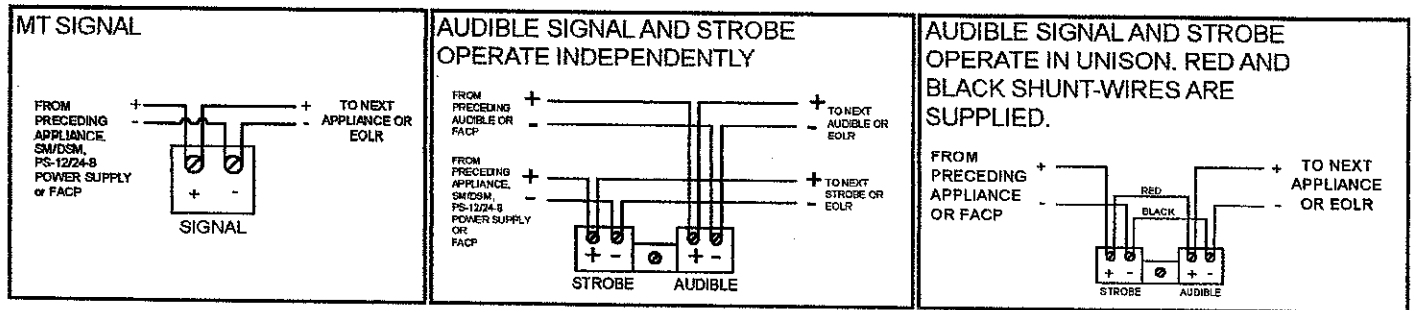 MT SIGNAL
FROM
PRECEDING
APPLIANCE,
SM/DSM,
PS-12/24-8
POWER SUPPLY
or FACP
+
-
+
-
TO NEXT
APPLIANCE OR
EOLR
+ -
SIGNAL
AUDIBLE SIGNAL AND STROBE
OPERATE INDEPENDENTLY
FROM
PRECEDING
AUDIBLE OR
FACP
+
-
+
-
TO NEXT
AUDIBLE OR
EOLR
FROM
PRECEDING
APPLIANCE,
SM/DSM,
PS-12/24-8
POWER SUPPLY
OR
FACP
+
-
+
-
TO NEXT
STROBE OR
EOLR
+ - + -
STROBE AUDIBLE
AUDIBLE SIGNAL AND STROBE
OPERATE IN UNISON. RED AND
BLACK SHUNT-WIRES ARE
SUPPLIED.
FROM
PRECEDING
APPLIANCE
OR FACP
+
-
RED
BLACK
+
-
TO NEXT
APPLIANCE
OR EOLR
+ - + -
STROBE AUDIBLE